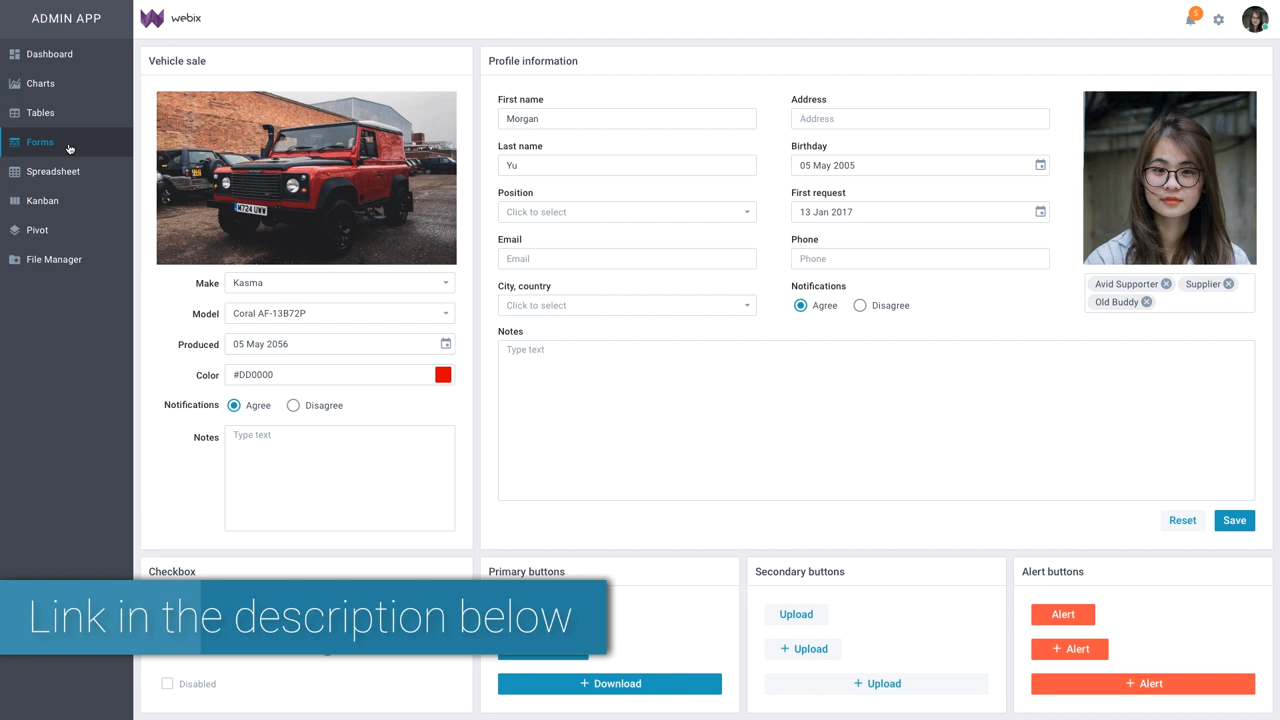 ADMIN APP
webix
5
Dashboard
Charts
Tables
Forms
Spreadsheet
Kanban
Pivot
File Manager
Vehicle sale
M724 UWW
Make
Kasma
Model
Coral AF-13B72P
Produced
05 May 2056
Color
#DD0000
Notifications
Agree
Disagree
Notes
Type text
Profile information
First name
Morgan
Last name
Yu
Position
Click to select
Email
Email
City, country
Click to select
Address
Address
Birthday
05 May 2005
First request
13 Jan 2017
Phone
Phone
Notifications
Agree
Disagree
Avid Supporter
Supplier
Old Buddy
Notes
Type text
Reset
Save
Checkbox
Link in the description below
Disabled
Primary buttons
+ Download
Secondary buttons
Upload
+ Upload
+ Upload
Alert buttons
Alert
+ Alert
+ Alert